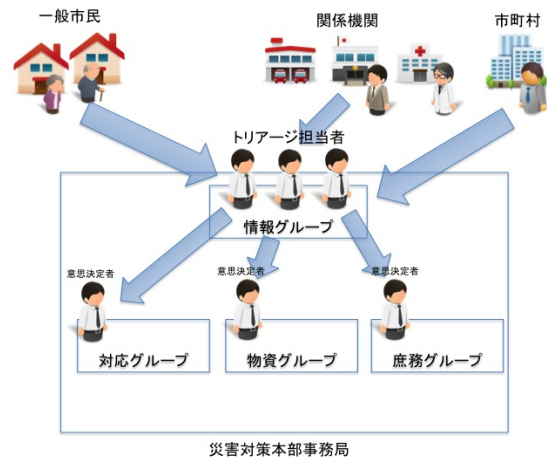 一般市民
関係機関
市町村
トリアージ担当者
情報グループ
意思決定者
意思決定者
意思決定者
対応グループ
物資グループ
庶務グループ
災害対策本部事務局